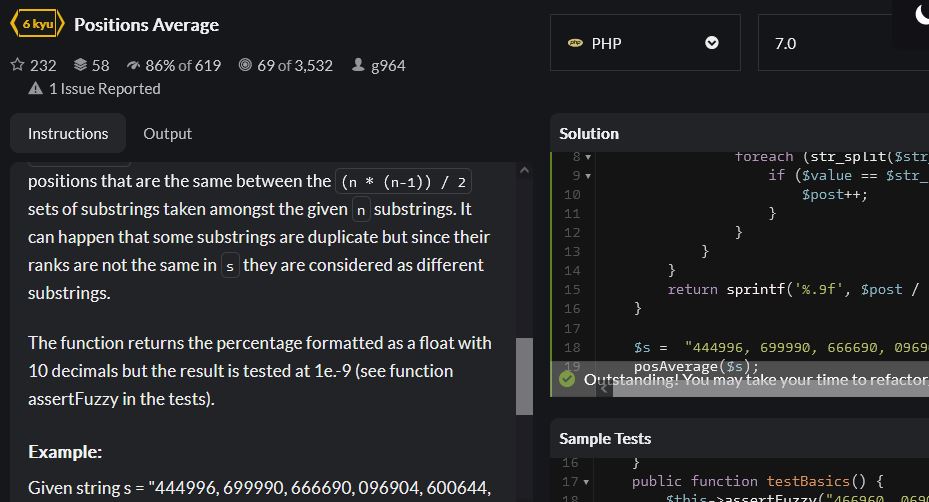 6 kyu Positions Average
232 58 86% of 619 69 of 3,532 g964
1 Issue Reported
Instructions Output
positions that are the same between the (n * (n-1)) / 2
sets of substrings taken amongst the given n substrings. It
can happen that some substrings are duplicate but since their
ranks are not the same in s they are considered as different
substrings.
The function returns the percentage formatted as a float with
10 decimals but the result is tested at 1e.-9 (see function
assertFuzzy in the tests).
Example:
Given string s = "444996, 699990, 666690, 096904, 600644,
php PHP 7.0
Solution
8 foreach (str_split($str
9 if ($value == $str_
10 $post++;
11 }
12 }
13 }
14 }
15 return sprintf('%.9f', $post /
16 }
17
18 $s = "444996, 699990, 666690, 0969
19 posAverage($s);
Outstanding! You may take your time to refactor
Sample Tests
16 }
17 public function testBasics() {
18 $this->assertFuzzy("466960, 069